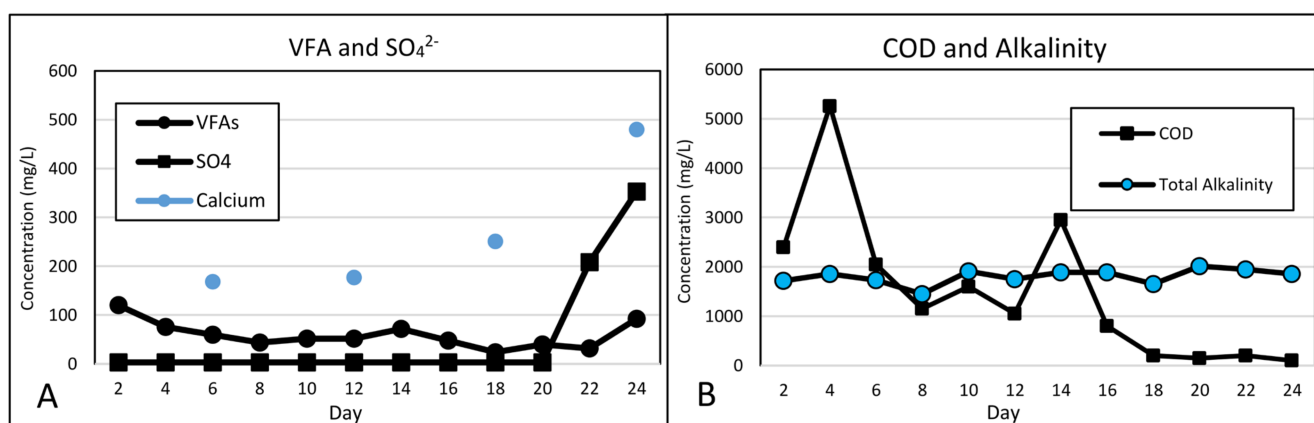 VFA and SO₄²⁻
600
500
400
300
200
100
0
Concentration (mg/L)
VFAs
SO4
Calcium
2 4 6 8 10 12 14 16 18 20 22 24
Day
A
COD and Alkalinity
6000
5000
4000
3000
2000
1000
0
Concentration (mg/L)
COD
Total Alkalinity
2 4 6 8 10 12 14 16 18 20 22 24
Day
B